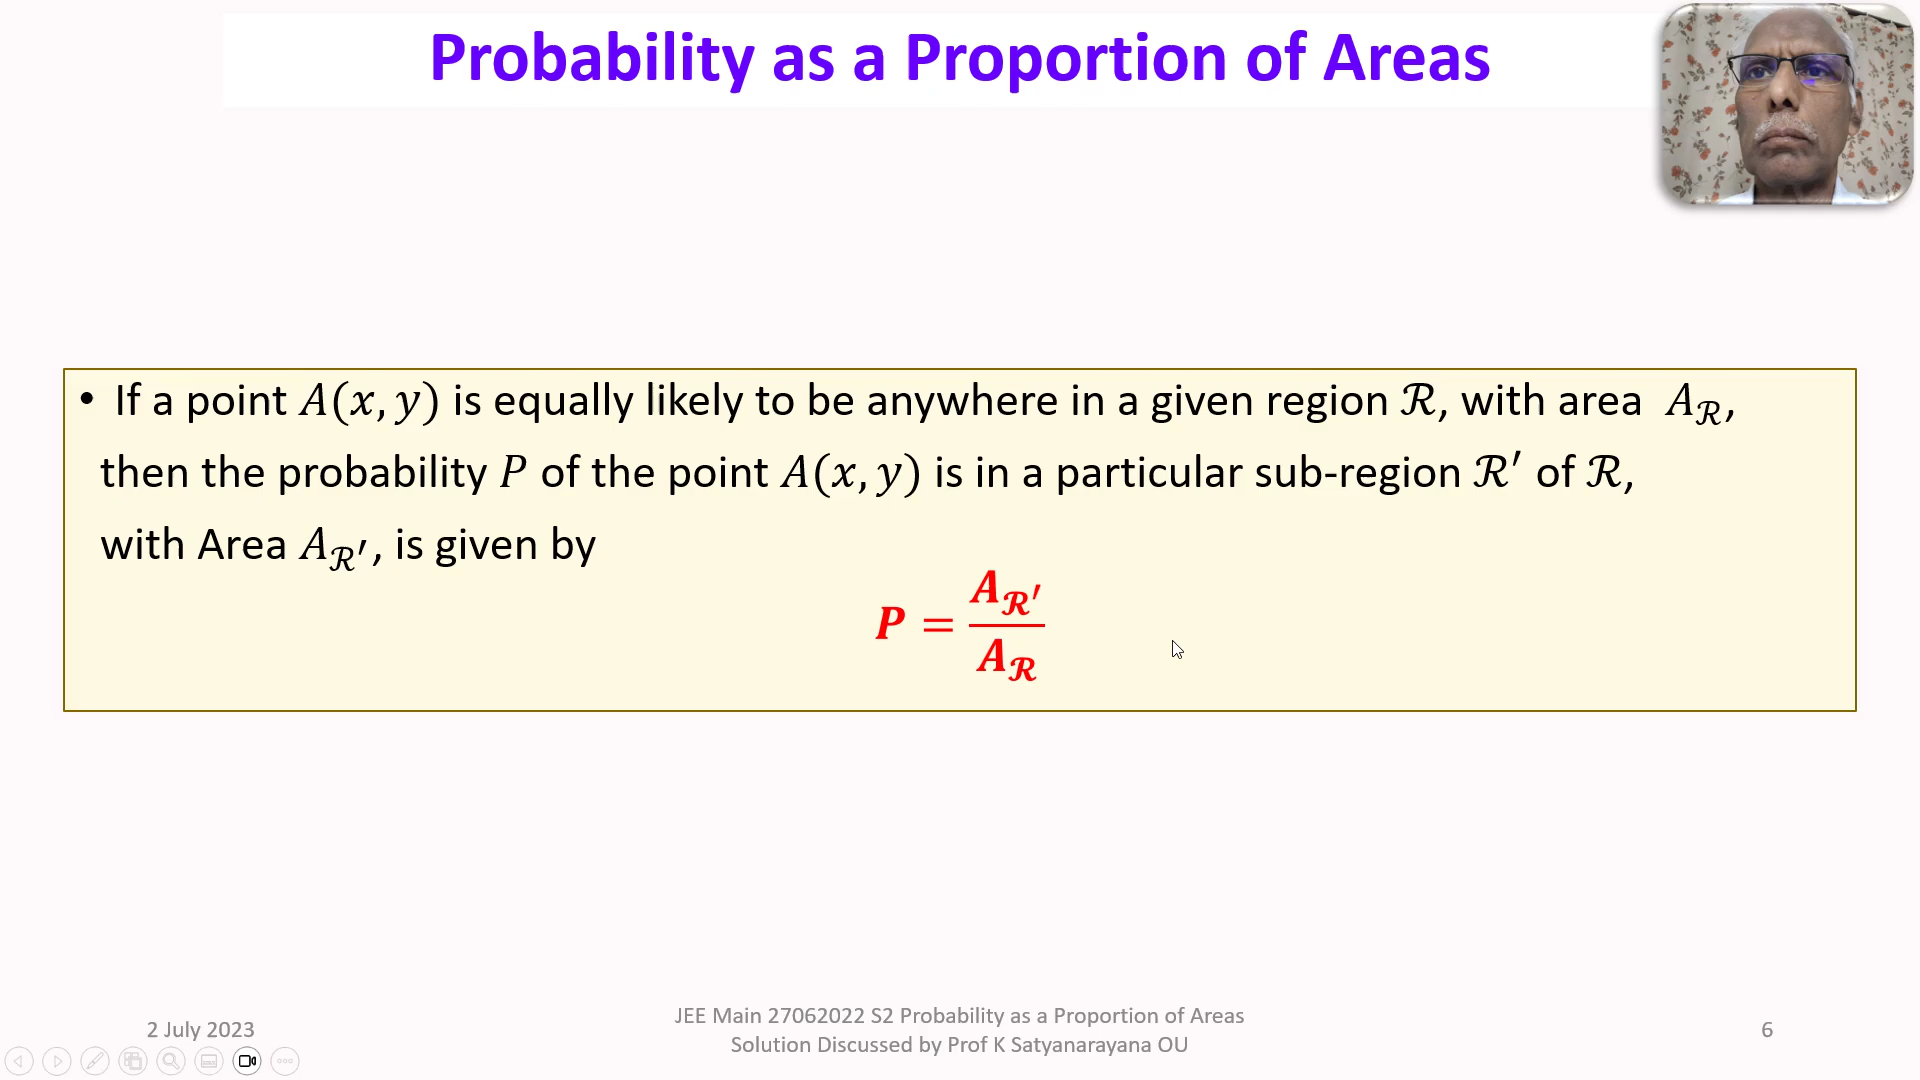 Probability as a Proportion of Areas
• If a point A(x, y) is equally likely to be anywhere in a given region ℛ, with area A_ℛ,
then the probability P of the point A(x, y) is in a particular sub-region ℛ′ of ℛ,
with Area A_ℛ′, is given by
P = A_ℛ′ / A_ℛ
2 July 2023
JEE Main 27062022 S2 Probability as a Proportion of Areas
Solution Discussed by Prof K Satyanarayana OU
6